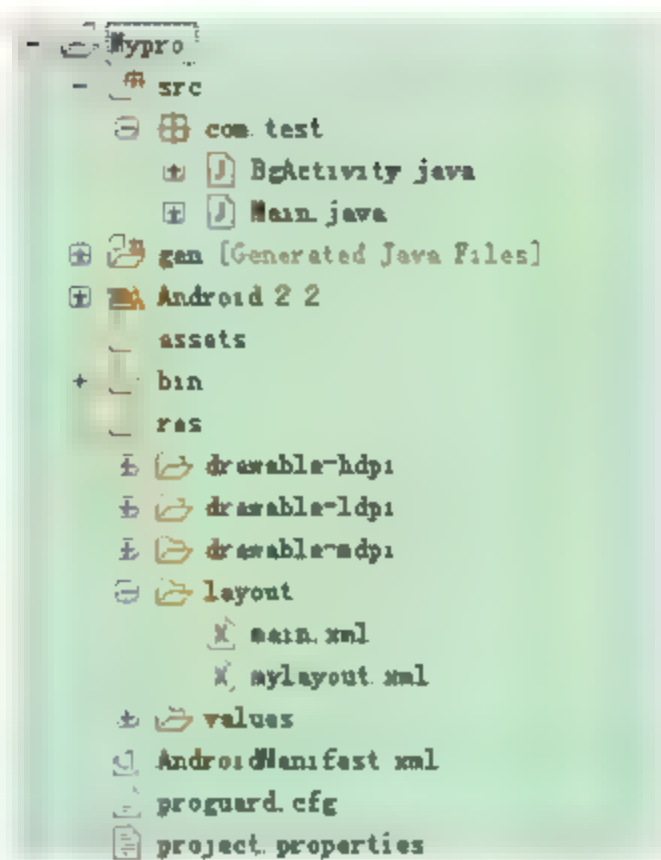 Mypro
src
com.test
BgActivity.java
Main.java
gen [Generated Java Files]
Android 2.2
assets
bin
res
drawable-hdpi
drawable-ldpi
drawable-mdpi
layout
main.xml
mylayout.xml
values
AndroidManifest.xml
proguard.cfg
project.properties